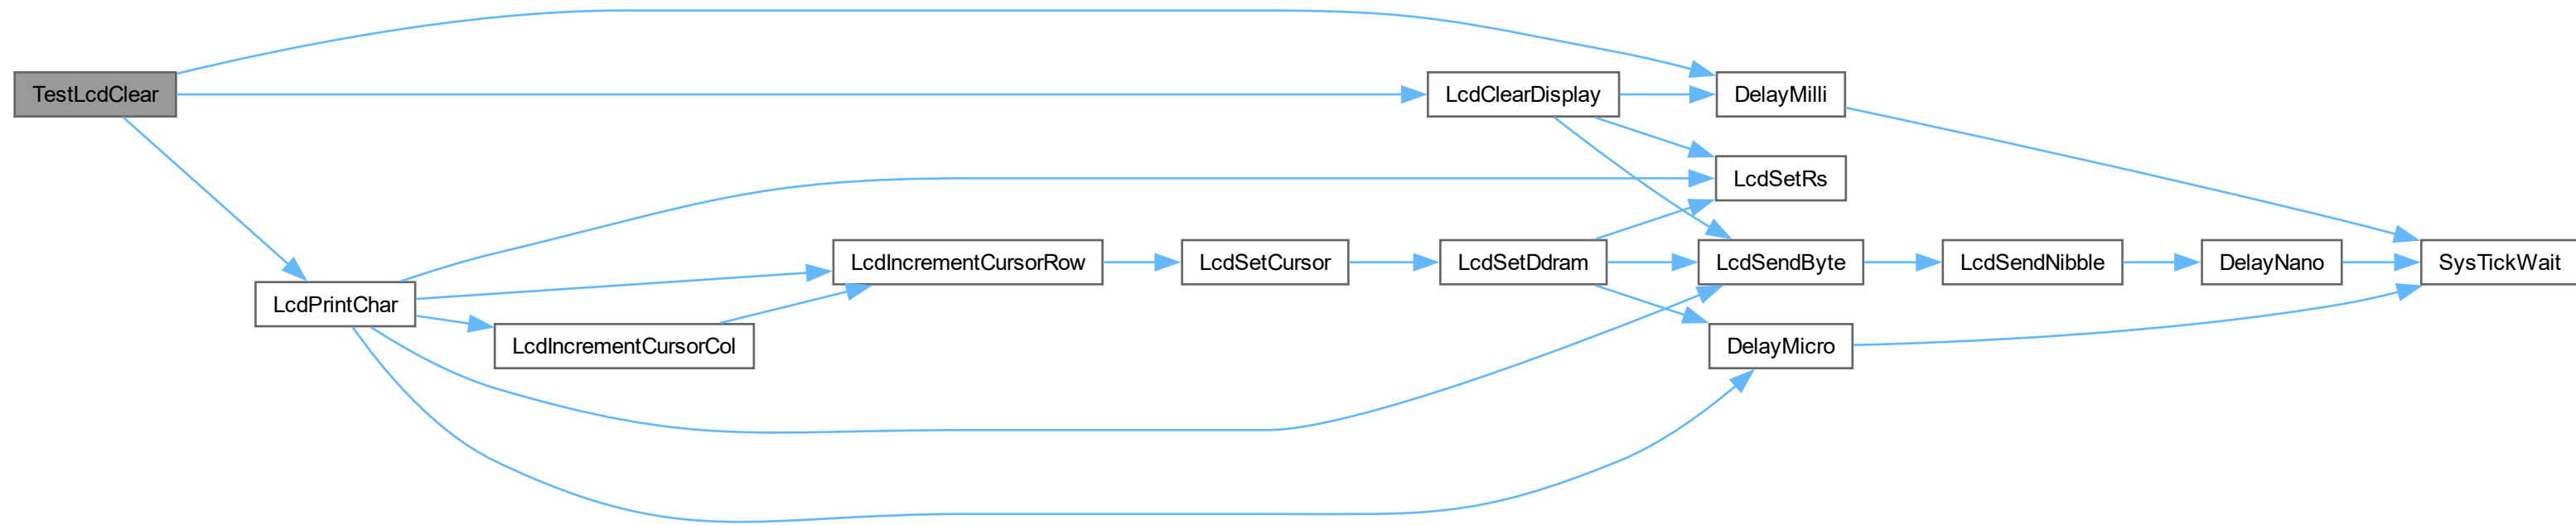 TestLcdClear
LcdClearDisplay
DelayMilli
LcdSetRs
LcdIncrementCursorRow
LcdSetCursor
LcdSetDdram
LcdSendByte
LcdSendNibble
DelayNano
SysTickWait
LcdPrintChar
LcdIncrementCursorCol
DelayMicro